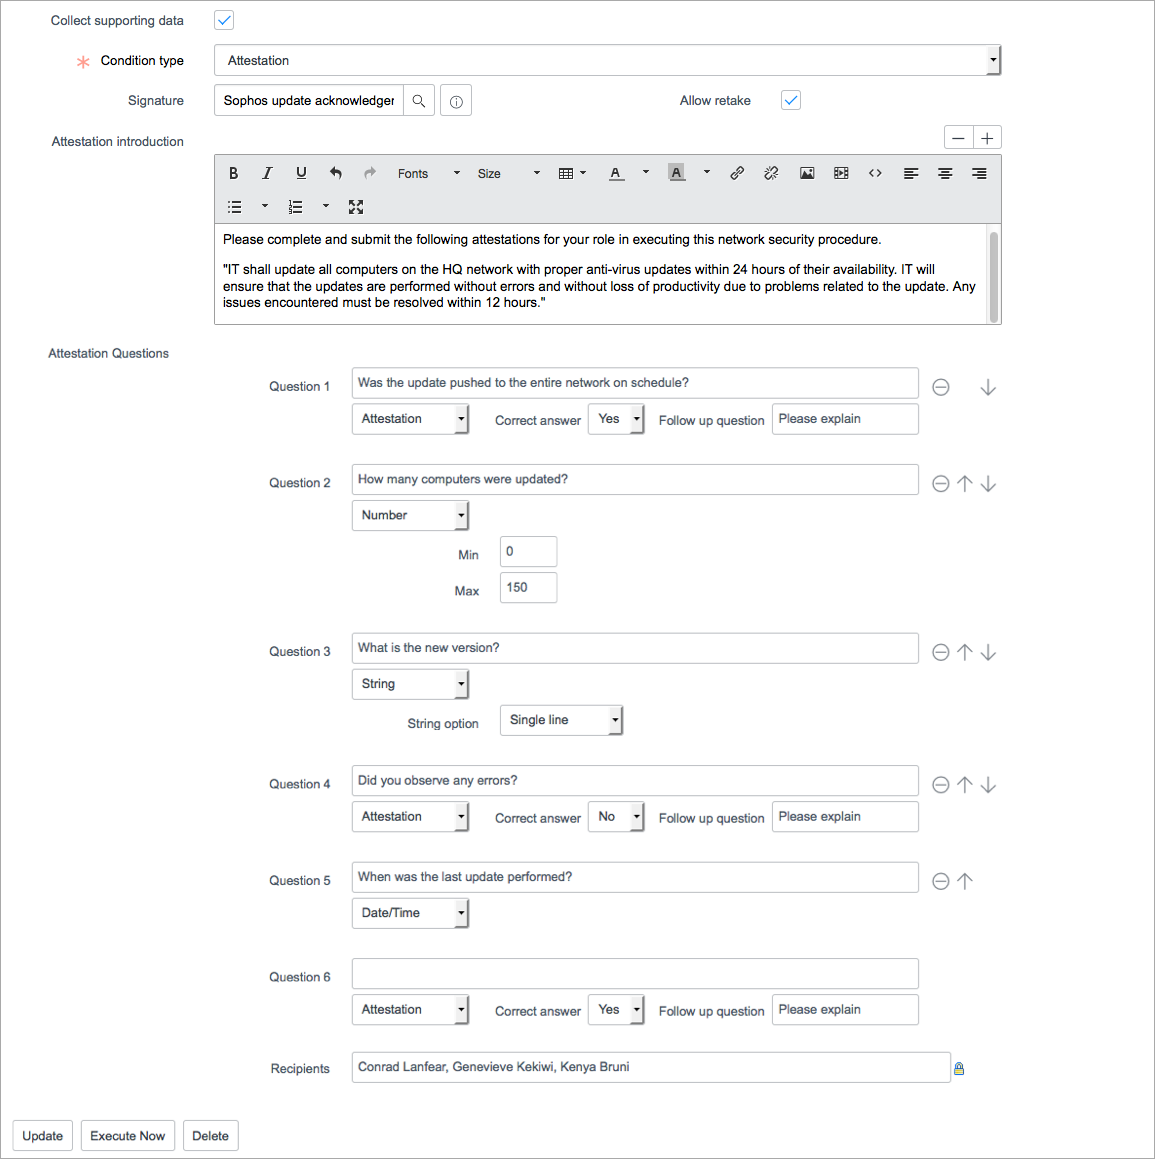 Collect supporting data
Condition type Attestation
Signature Sophos update acknowledger Allow retake
Attestation introduction
B I U Fonts Size A A
Please complete and submit the following attestations for your role in executing this network security procedure.
"IT shall update all computers on the HQ network with proper anti-virus updates within 24 hours of their availability. IT will
ensure that the updates are performed without errors and without loss of productivity due to problems related to the update. Any
issues encountered must be resolved within 12 hours."
Attestation Questions
Question 1 Was the update pushed to the entire network on schedule?
Attestation Correct answer Yes Follow up question Please explain
Question 2 How many computers were updated?
Number
Min 0
Max 150
Question 3 What is the new version?
String
String option Single line
Question 4 Did you observe any errors?
Attestation Correct answer No Follow up question Please explain
Question 5 When was the last update performed?
Date/Time
Question 6
Attestation Correct answer Yes Follow up question Please explain
Recipients Conrad Lanfear, Genevieve Kekiwi, Kenya Bruni
Update Execute Now Delete